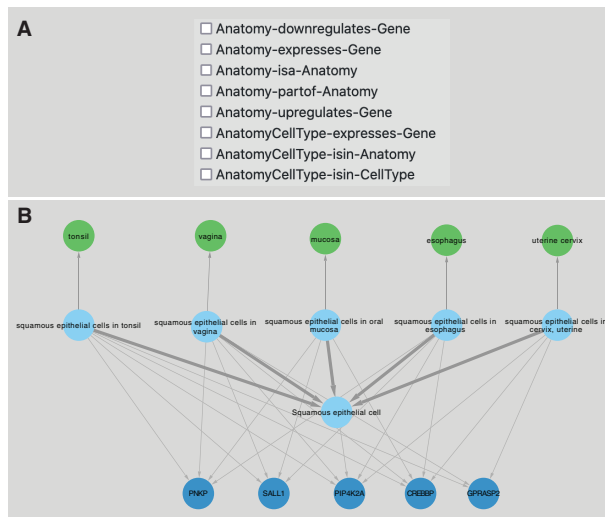 A
Anatomy-downregulates-Gene
Anatomy-expresses-Gene
Anatomy-isa-Anatomy
Anatomy-partof-Anatomy
Anatomy-upregulates-Gene
AnatomyCellType-expresses-Gene
AnatomyCellType-isin-Anatomy
AnatomyCellType-isin-CellType
B
tonsil
vagina
mucosa
esophagus
uterine cervix
squamous epithelial cells in tonsil
squamous epithelial cells in
vagina
squamous epithelial cells in oral
mucosa
squamous epithelial cells in
esophagus
squamous epithelial cells in
cervix, uterine
Squamous epithelial cell
PNKP
SALL1
PIP4K2A
CREBBP
GPRASP2